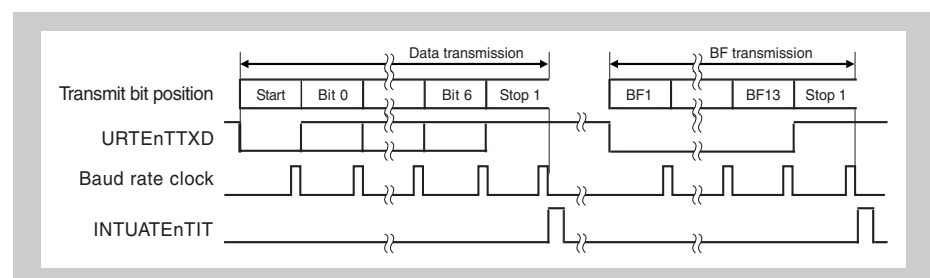 Data transmission BF transmission
Transmit bit position Start Bit 0 Bit 6 Stop 1 BF1 BF13 Stop 1
URTEnTTXD
Baud rate clock
INTUATEnTIT